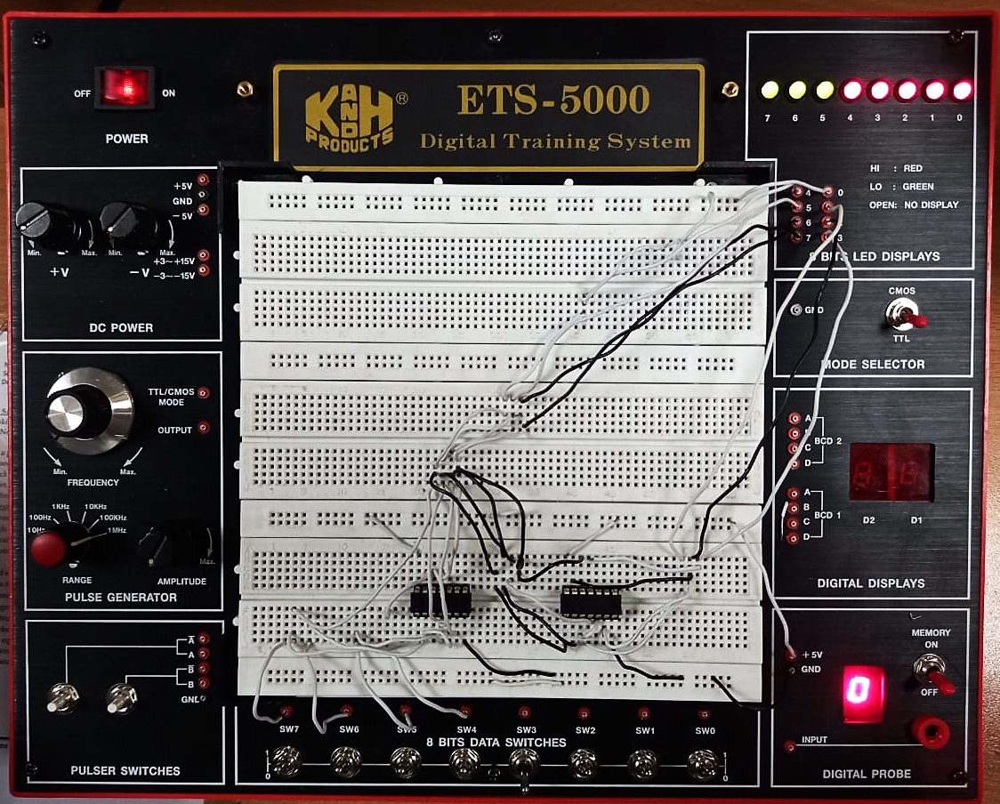 OFF ON
POWER
K AND H ®
PRODUCTS
ETS-5000
Digital Training System
7 6 5 4 3 2 1 0
HI : RED
LO : GREEN
OPEN: NO DISPLAY
4 0
5
6
7 3
8 BITS LED DISPLAYS
+5V
GND
-5V
Min. Max. Min. Max.
+V -V
+3~+15V
-3~-15V
DC POWER
GND
CMOS
TTL
MODE SELECTOR
TTL/CMOS
MODE
OUTPUT
Min. Max.
FREQUENCY
1KHz 10KHz
100Hz 100KHz
10Hz 1MHz
Max.
RANGE AMPLITUDE
PULSE GENERATOR
A
B
C
D
BCD 2
A
B
C
D
BCD 1
D2 D1
DIGITAL DISPLAYS
A
A
B
B
GND
PULSER SWITCHES
SW7 SW6 SW5 SW4 SW3 SW2 SW1 SW0
8 BITS DATA SWITCHES
1
0
1
0
MEMORY
ON
OFF
+5V
GND
0
INPUT
DIGITAL PROBE